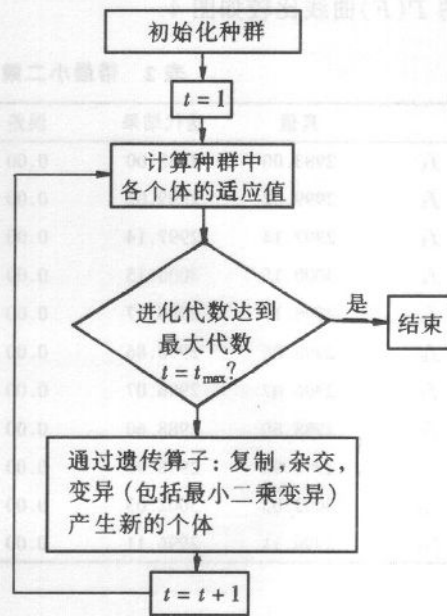 初始化种群
t=1
计算种群中
各个体的适应值
进化代数达到
最大代数
t=tmax?
是
结束
通过遗传算子:复制,杂交,
变异(包括最小二乘变异)
产生新的个体
t=t+1